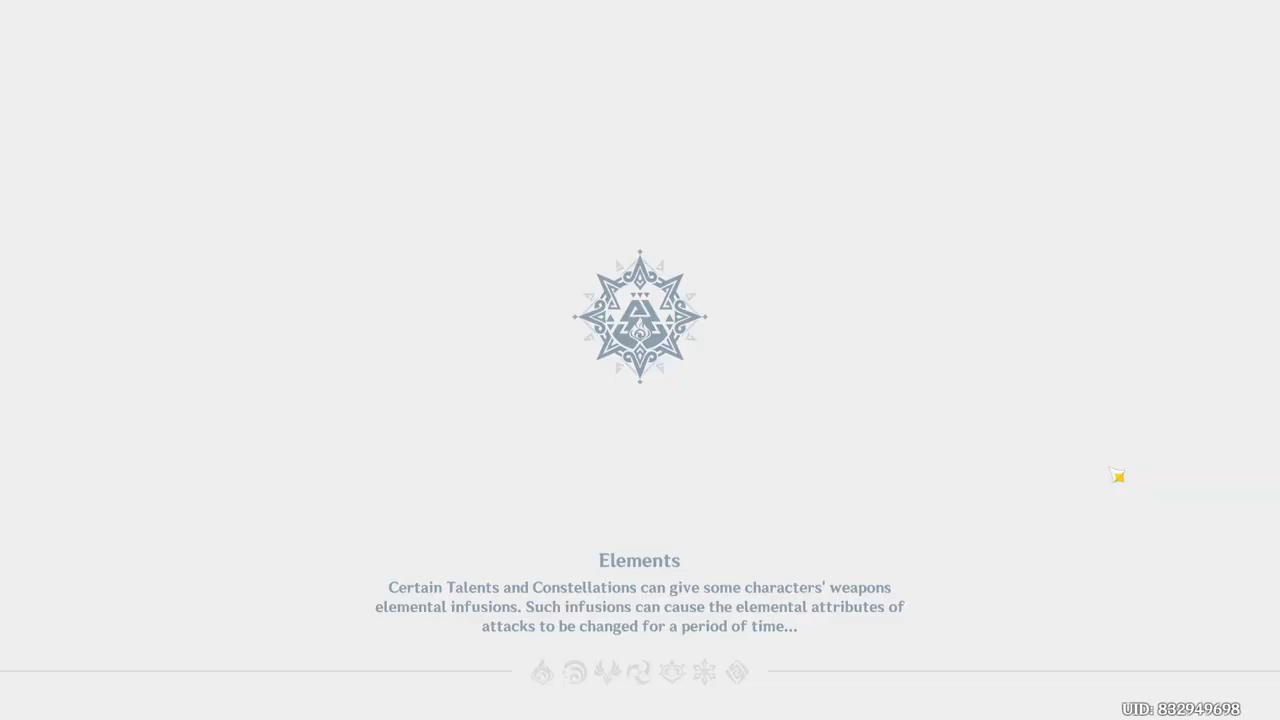 Elements
Certain Talents and Constellations can give some characters' weapons
elemental infusions. Such infusions can cause the elemental attributes of
attacks to be changed for a period of time...
UID: 832949698